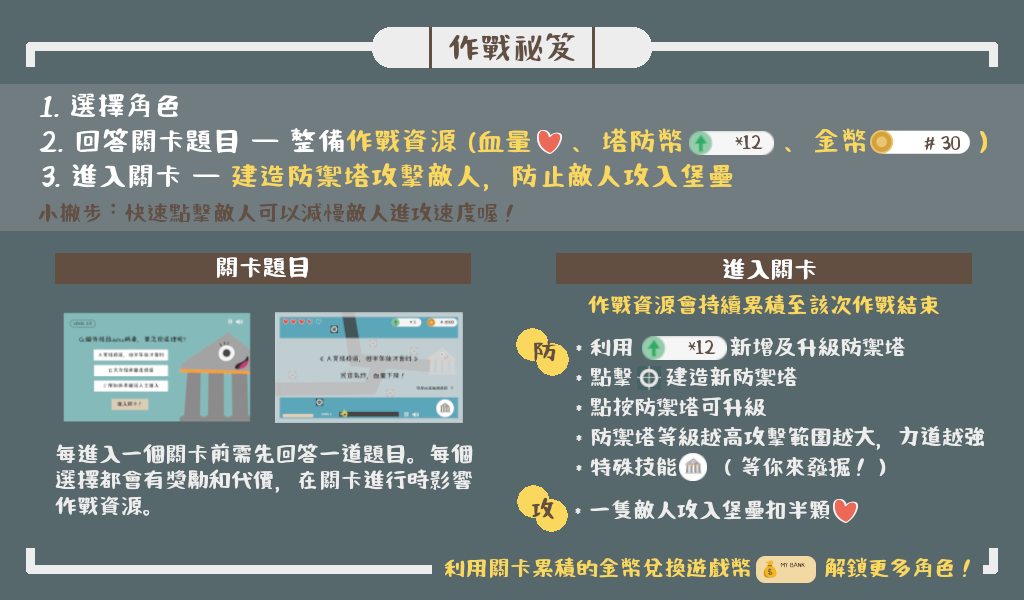 作戰祕笈
1. 選擇角色
2. 回答關卡題目 — 整備作戰資源 (血量 、 塔防幣 *12 、 金幣 # 30 )
3. 進入關卡 — 建造防禦塔攻擊敵人, 防止敵人攻入堡壘
小撇步:快速點擊敵人可以減慢敵人進攻速度喔!
關卡題目
每進入一個關卡前需先回答一道題目。每個
選擇都會有獎勵和代價, 在關卡進行時影響
作戰資源。
進入關卡
作戰資源會持續累積至該次作戰結束
防
・利用 *12 新增及升級防禦塔
・點擊 建造新防禦塔
・點按防禦塔可升級
・防禦塔等級越高攻擊範圍越大, 力道越強
・特殊技能 (等你來發掘!)
攻
・一隻敵人攻入堡壘扣半顆
利用關卡累積的金幣兌換遊戲幣 MY BANK 解鎖更多角色!